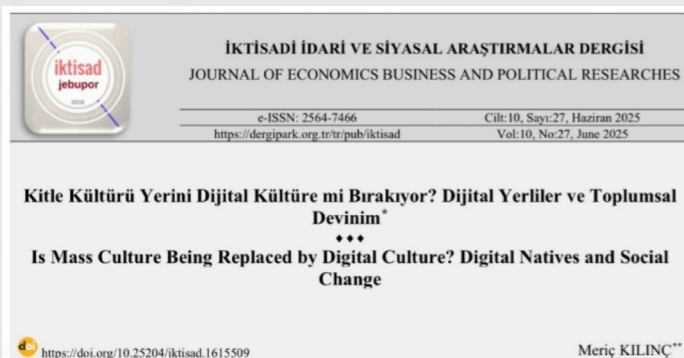 iktisad
jebupor
2016
İKTİSADİ İDARİ VE SİYASAL ARAŞTIRMALAR DERGİSİ
JOURNAL OF ECONOMICS BUSINESS AND POLITICAL RESEARCHES
e-ISSN: 2564-7466
Cilt:10, Sayı:27, Haziran 2025
https://dergipark.org.tr/tr/pub/iktisad
Vol:10, No:27, June 2025
Kitle Kültürü Yerini Dijital Kültüre mi Bırakıyor? Dijital Yerliler ve Toplumsal
Devinim*
♦♦♦
Is Mass Culture Being Replaced by Digital Culture? Digital Natives and Social
Change
doi https://doi.org/10.25204/iktisad.1615509
Meriç KILINÇ**